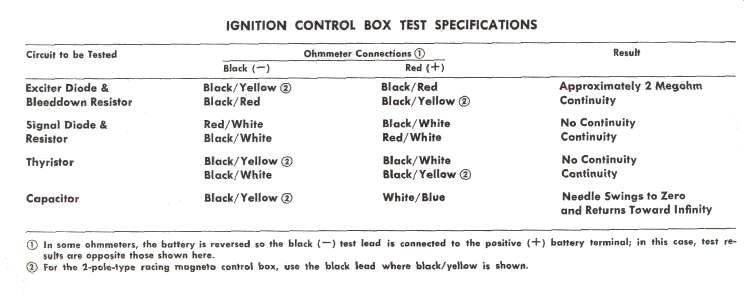 IGNITION CONTROL BOX TEST SPECIFICATIONS
Circuit to be Tested Ohmmeter Connections ① Result
Black (−) Red (+)
Exciter Diode & Black/Yellow ② Black/Red Approximately 2 Megohm
Bleeddown Resistor Black/Red Black/Yellow ② Continuity
Signal Diode & Red/White Black/White No Continuity
Resistor Black/White Red/White Continuity
Thyristor Black/Yellow ② Black/White No Continuity
Black/White Black/Yellow ② Continuity
Capacitor Black/Yellow ② White/Blue Needle Swings to Zero
and Returns Toward Infinity
① In some ohmmeters, the battery is reversed so the black (−) test lead is connected to the positive (+) battery terminal; in this case, test re-
sults are opposite those shown here.
② For the 2-pole-type racing magneto control box, use the black lead where black/yellow is shown.